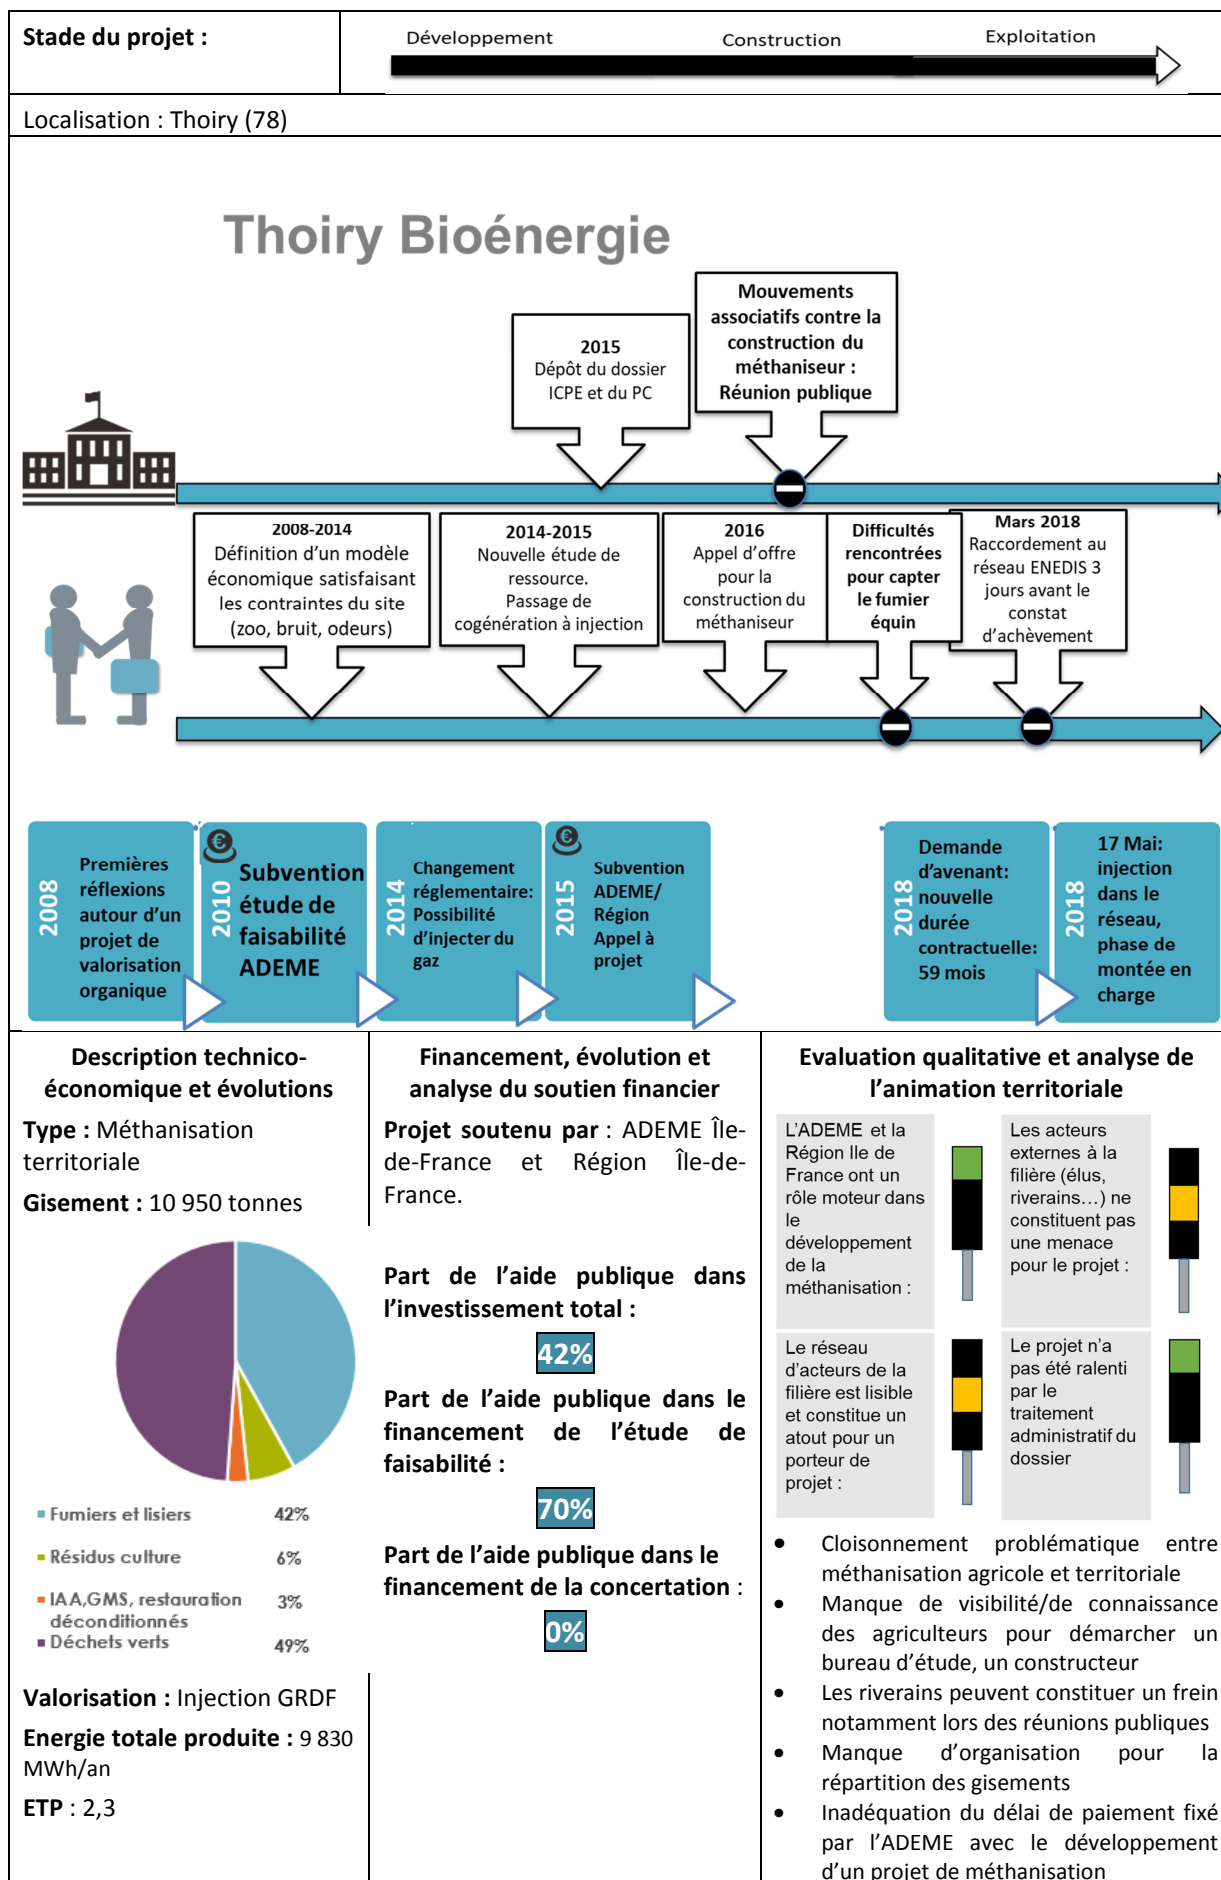 Stade du projet :
Développement
Construction
Exploitation
Localisation : Thoiry (78)
Thoiry Bioénergie
2015
Dépôt du dossier
ICPE et du PC
Mouvements
associatifs contre la
construction du
méthaniseur :
Réunion publique
2008-2014
Définition d’un modèle
économique satisfaisant
les contraintes du site
(zoo, bruit, odeurs)
2014-2015
Nouvelle étude de
ressource.
Passage de
cogénération à injection
2016
Appel d’offre
pour la
construction du
méthaniseur
Difficultés
rencontrées
pour capter
le fumier
équin
Mars 2018
Raccordement au
réseau ENEDIS 3
jours avant le
constat
d’achèvement
2008
Premières
réflexions
autour d’un
projet de
valorisation
organique
2010
Subvention
étude de
faisabilité
ADEME
2014
Changement
réglementaire:
Possibilité
d’injecter du
gaz
2015
Subvention
ADEME/
Région
Appel à
projet
2018
Demande
d’avenant:
nouvelle
durée
contractuelle:
59 mois
2018
17 Mai:
injection
dans le
réseau,
phase de
montée en
charge
Description technico-
économique et évolutions
Type : Méthanisation
territoriale
Gisement : 10 950 tonnes
Fumiers et lisiers 42%
Résidus culture 6%
IAA,GMS, restauration 3%
déconditionnés
Déchets verts 49%
Valorisation : Injection GRDF
Energie totale produite : 9 830
MWh/an
ETP : 2,3
Financement, évolution et
analyse du soutien financier
Projet soutenu par : ADEME Île-
de-France et Région Île-de-
France.
Part de l’aide publique dans
l’investissement total :
42%
Part de l’aide publique dans le
financement de l’étude de
faisabilité :
70%
Part de l’aide publique dans le
financement de la concertation :
0%
Evaluation qualitative et analyse de
l’animation territoriale
L’ADEME et la
Région Ile de
France ont un
rôle moteur dans
le
développement
de la
méthanisation :
Les acteurs
externes à la
filière (élus,
riverains…) ne
constituent pas
une menace
pour le projet :
Le réseau
d’acteurs de la
filière est lisible
et constitue un
atout pour un
porteur de
projet :
Le projet n’a
pas été ralenti
par le
traitement
administratif du
dossier
• Cloisonnement problématique entre
méthanisation agricole et territoriale
• Manque de visibilité/de connaissance
des agriculteurs pour démarcher un
bureau d’étude, un constructeur
• Les riverains peuvent constituer un frein
notamment lors des réunions publiques
• Manque d’organisation pour la
répartition des gisements
• Inadéquation du délai de paiement fixé
par l’ADEME avec le développement
d’un projet de méthanisation